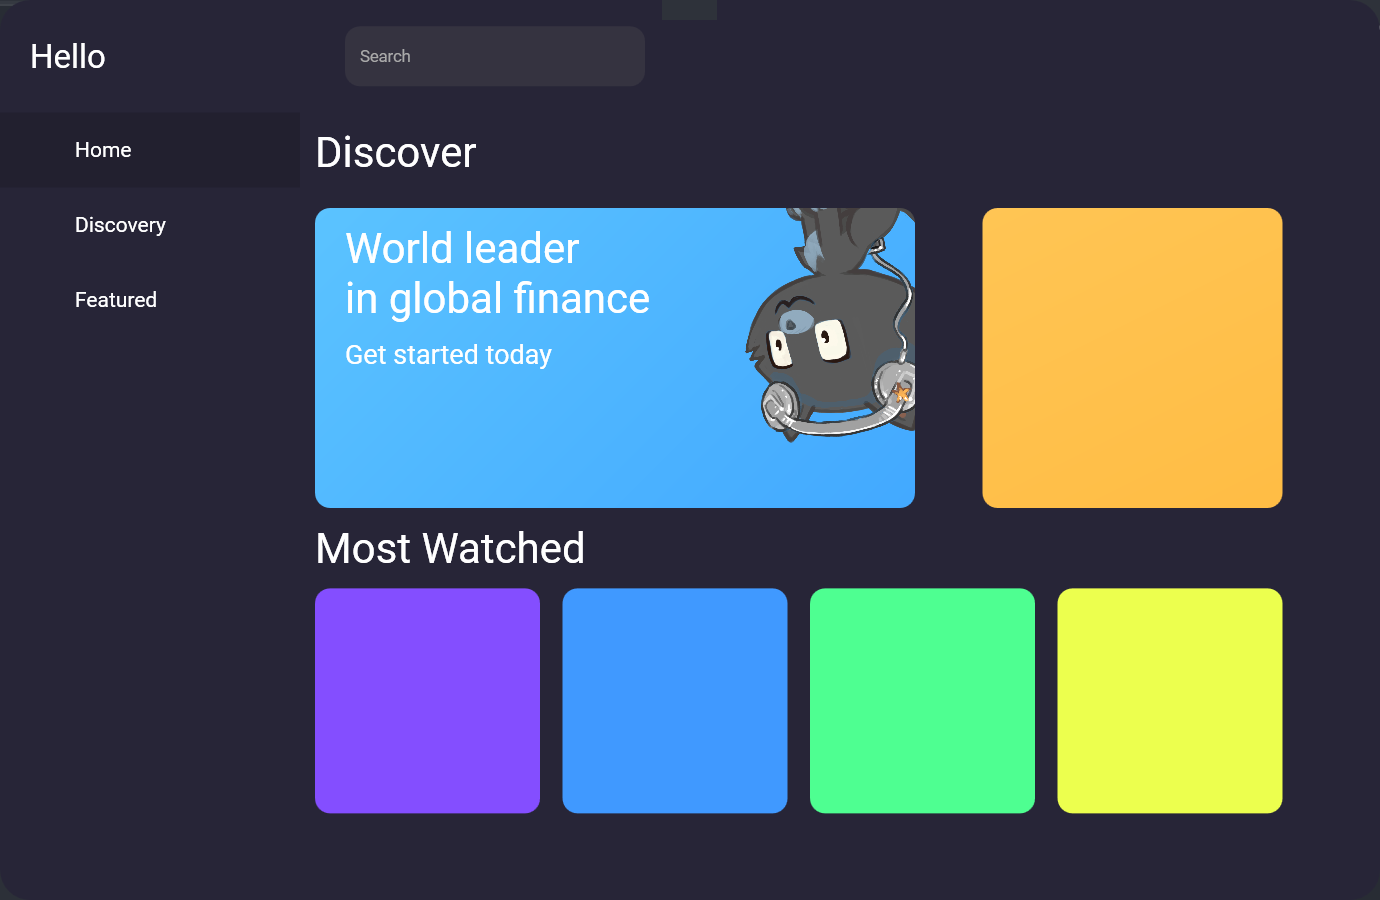 Hello
Search
Home
Discovery
Featured
Discover
World leader
in global finance
Get started today
Most Watched